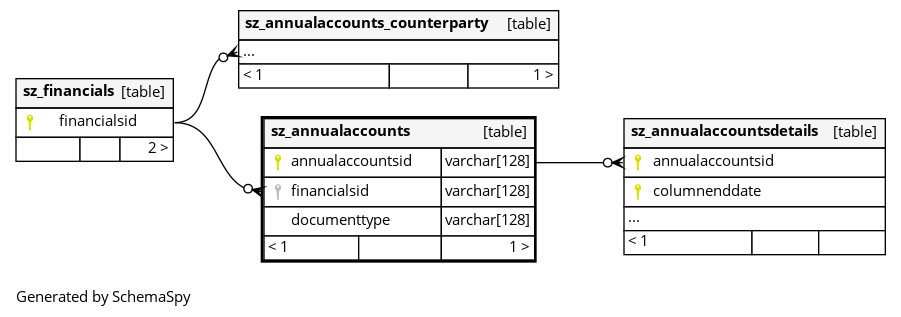 sz_annualaccounts_counterparty [table]
...
< 1 1 >
sz_financials [table]
financialsid
2 >
sz_annualaccounts [table]
annualaccountsid varchar[128]
financialsid varchar[128]
documenttype varchar[128]
< 1 1 >
sz_annualaccountsdetails [table]
annualaccountsid
columnenddate
...
< 1
Generated by SchemaSpy